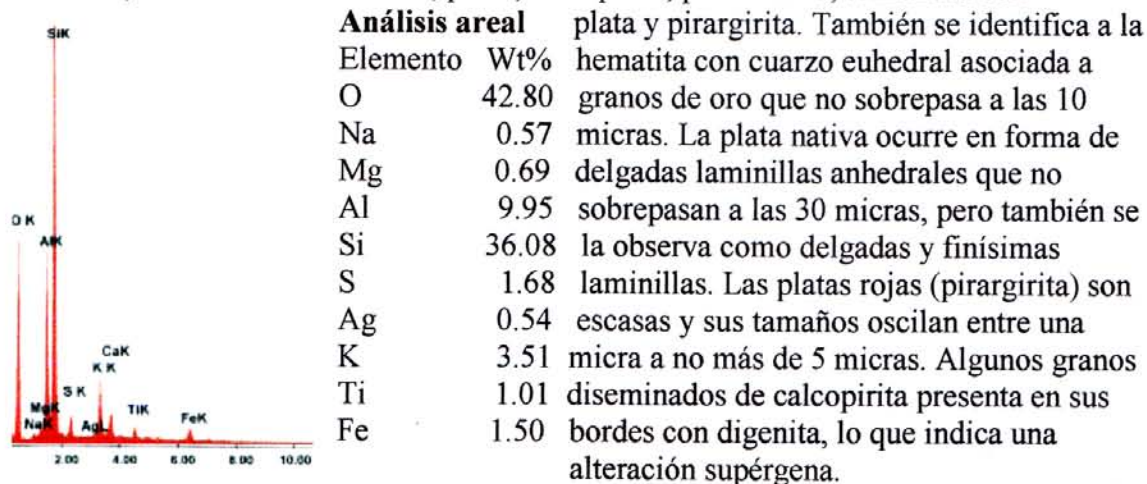 Análisis areal
Elemento Wt%
O 42.80
Na 0.57
Mg 0.69
Al 9.95
Si 36.08
S 1.68
Ag 0.54
K 3.51
Ti 1.01
Fe 1.50
plata y pirargirita. También se identifica a la
hematita con cuarzo euhedral asociada a
granos de oro que no sobrepasa a las 10
micras. La plata nativa ocurre en forma de
delgadas laminillas anhedrales que no
sobrepasan a las 30 micras, pero también se
la observa como delgadas y finísimas
laminillas. Las platas rojas (pirargirita) son
escasas y sus tamaños oscilan entre una
micra a no más de 5 micras. Algunos granos
diseminados de calcopirita presenta en sus
bordes con digenita, lo que indica una
alteración supérgena.
SiK
O K
AlK
CaK
K K
S K
MgK
NaK
AgL
TiK
FeK
2.00 4.00 6.00 8.00 10.00